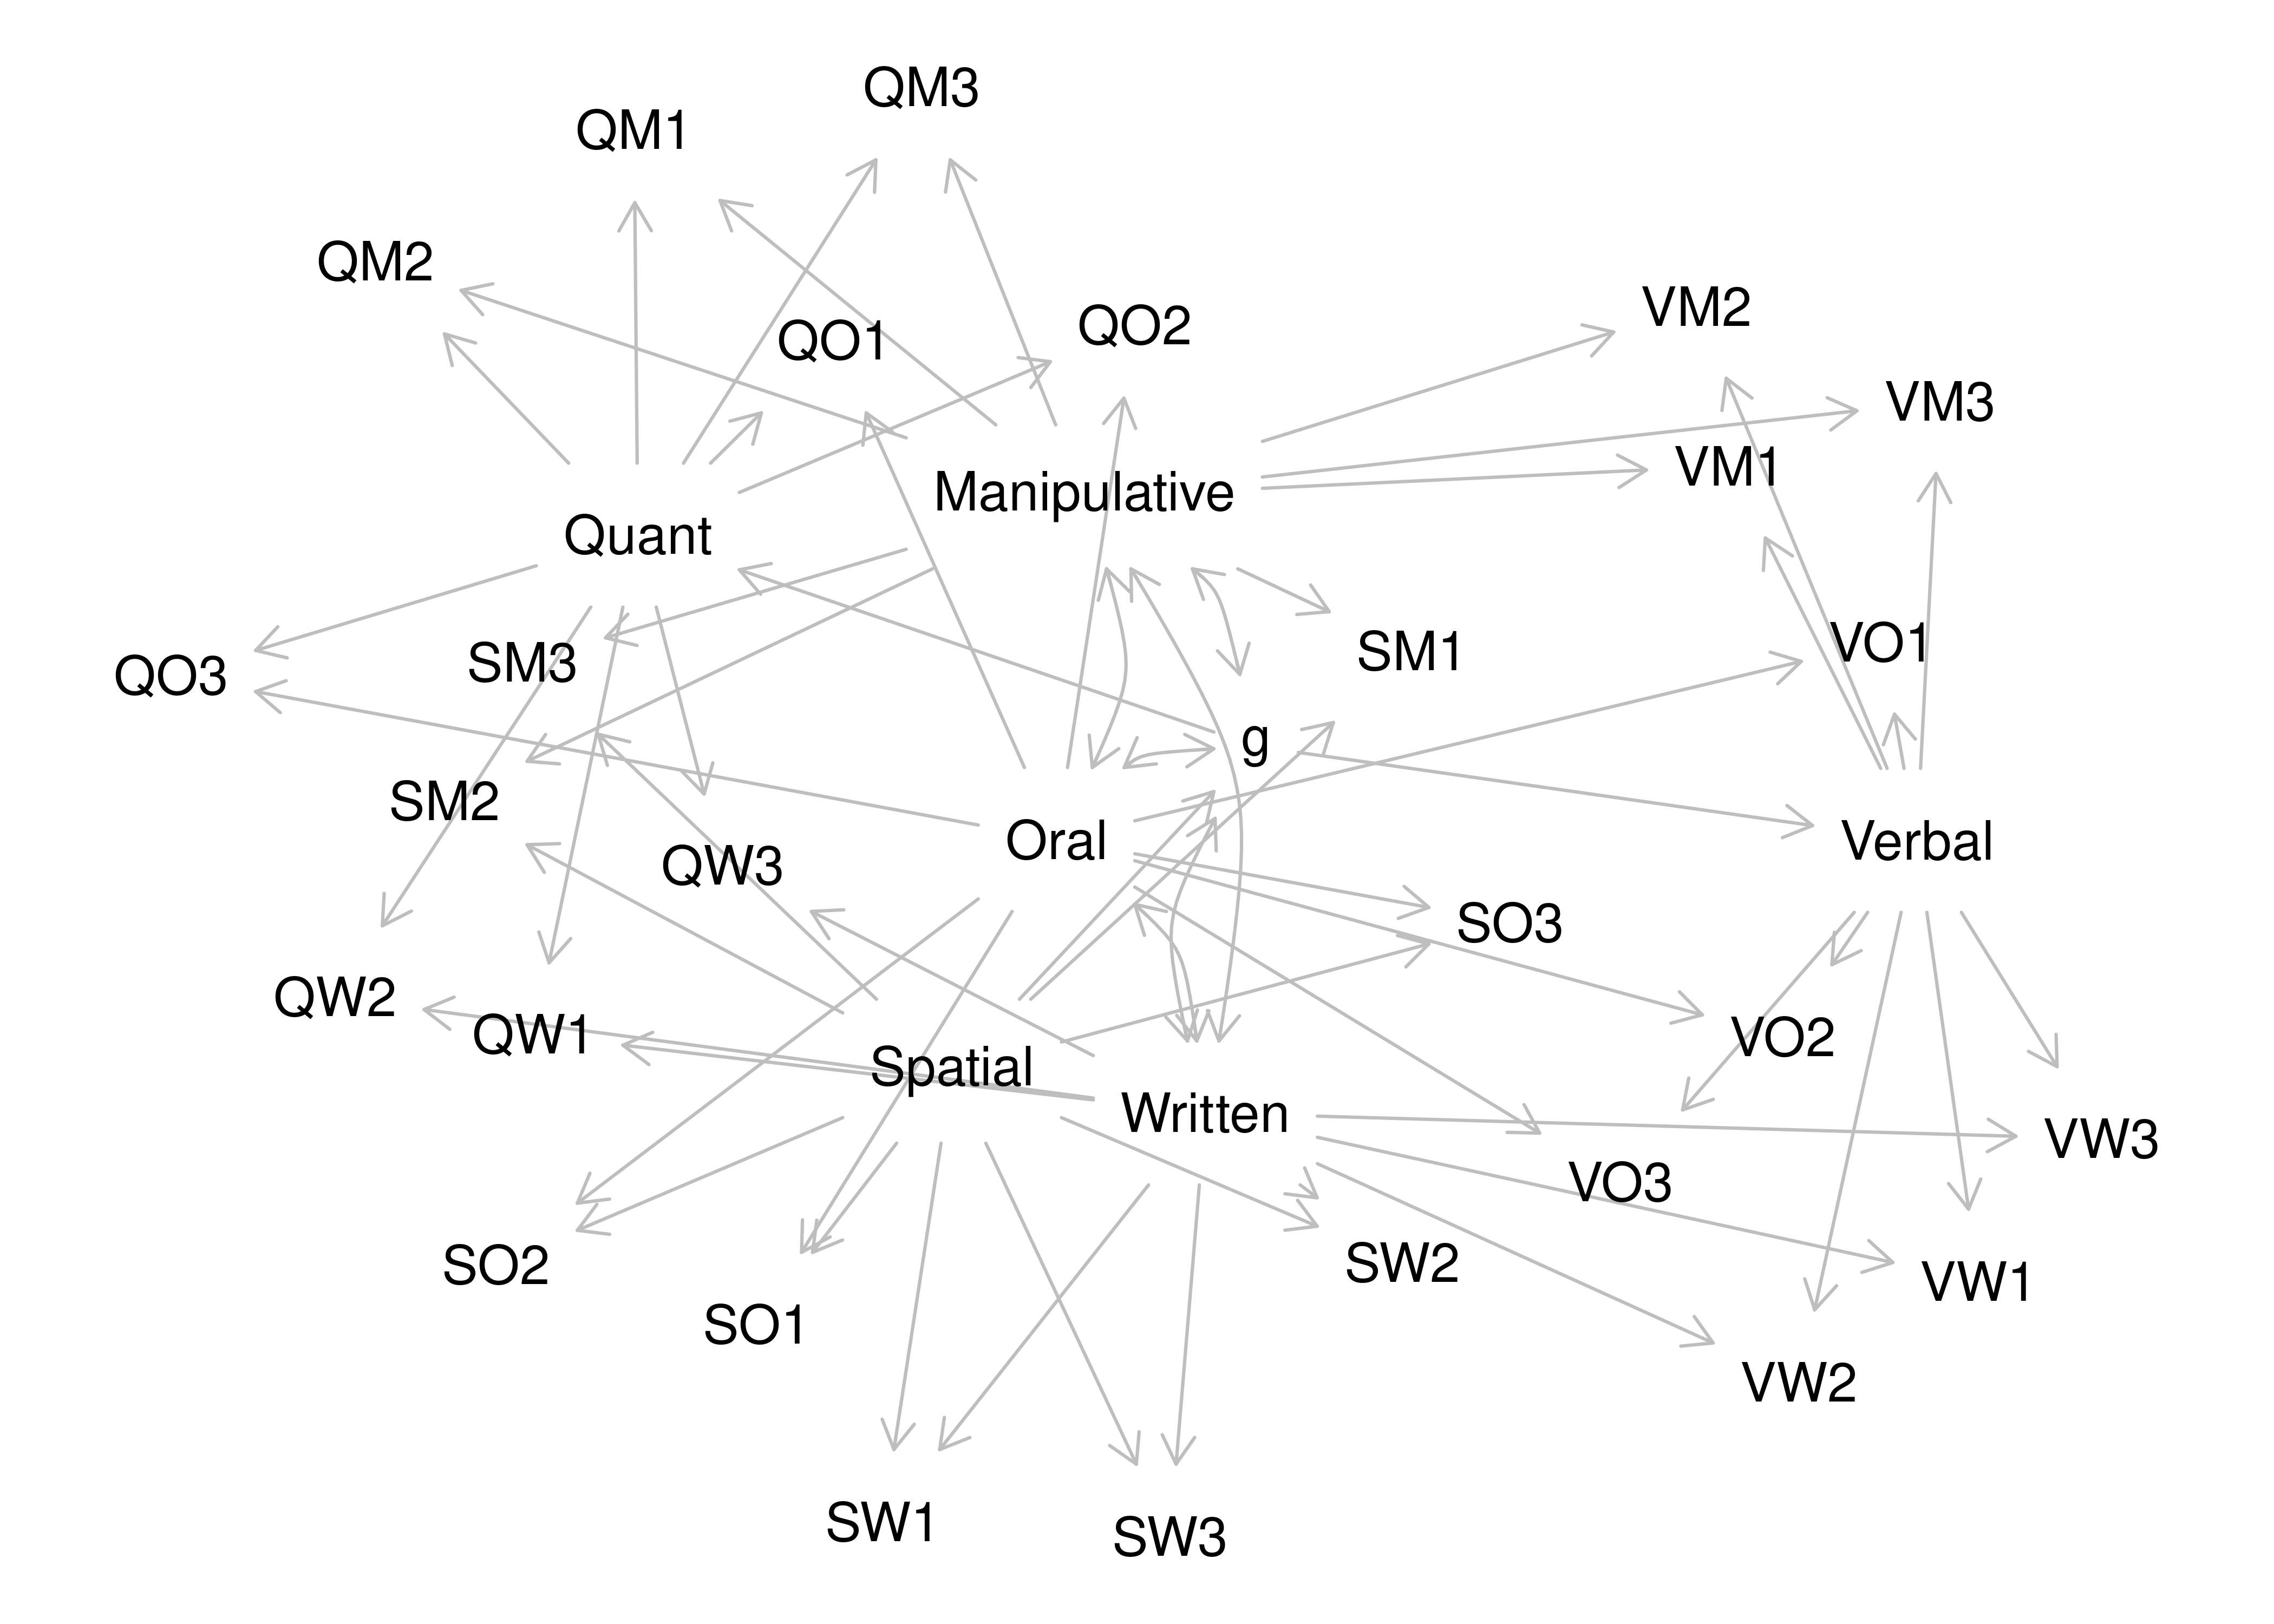 QM3
QM1
QM2
VM2
QO2
QO1
VM3
VM1
Manipulative
Quant
VO1
SM1
SM3
QO3
g
SM2
Oral
Verbal
QW3
SO3
QW2
QW1
VO2
Spatial
Written
VW3
VO3
SO2
SW2
VW1
SO1
VW2
SW1
SW3